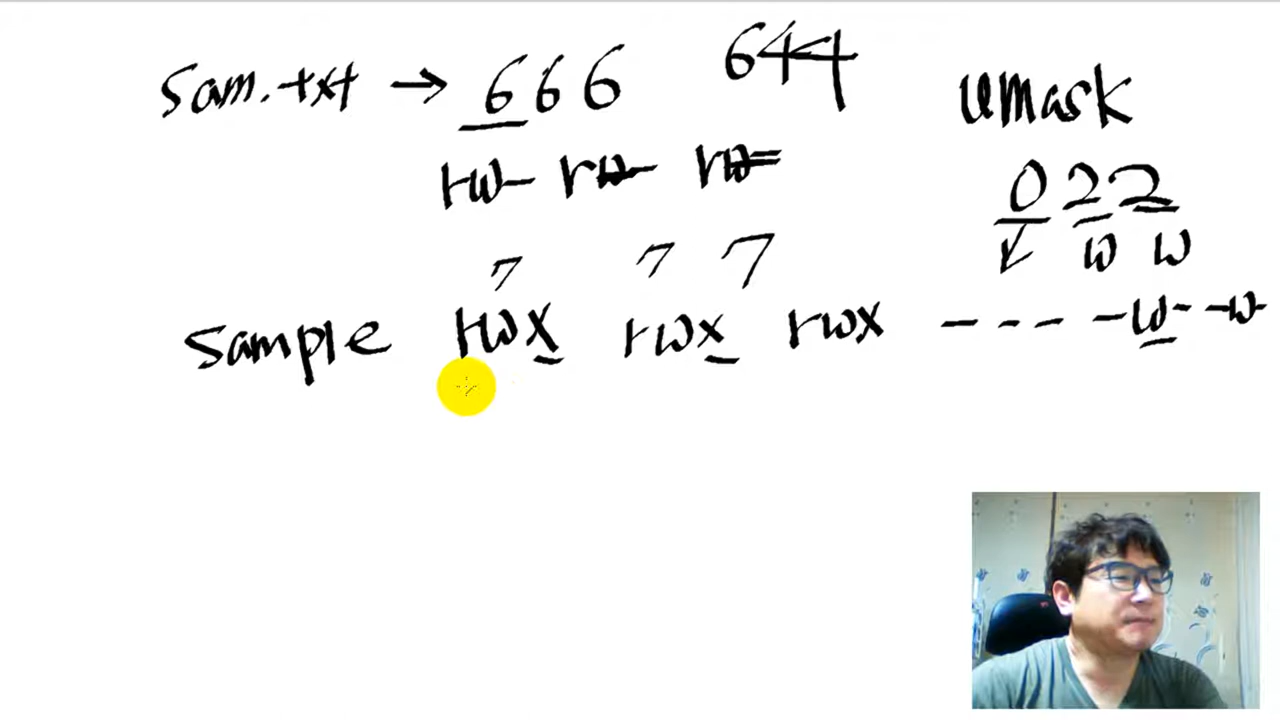 sam.txt → 666 644
umask
rw- rw- rw-
022
w w
7 7 7
sample rwx rwx rwx --- -w- -w-